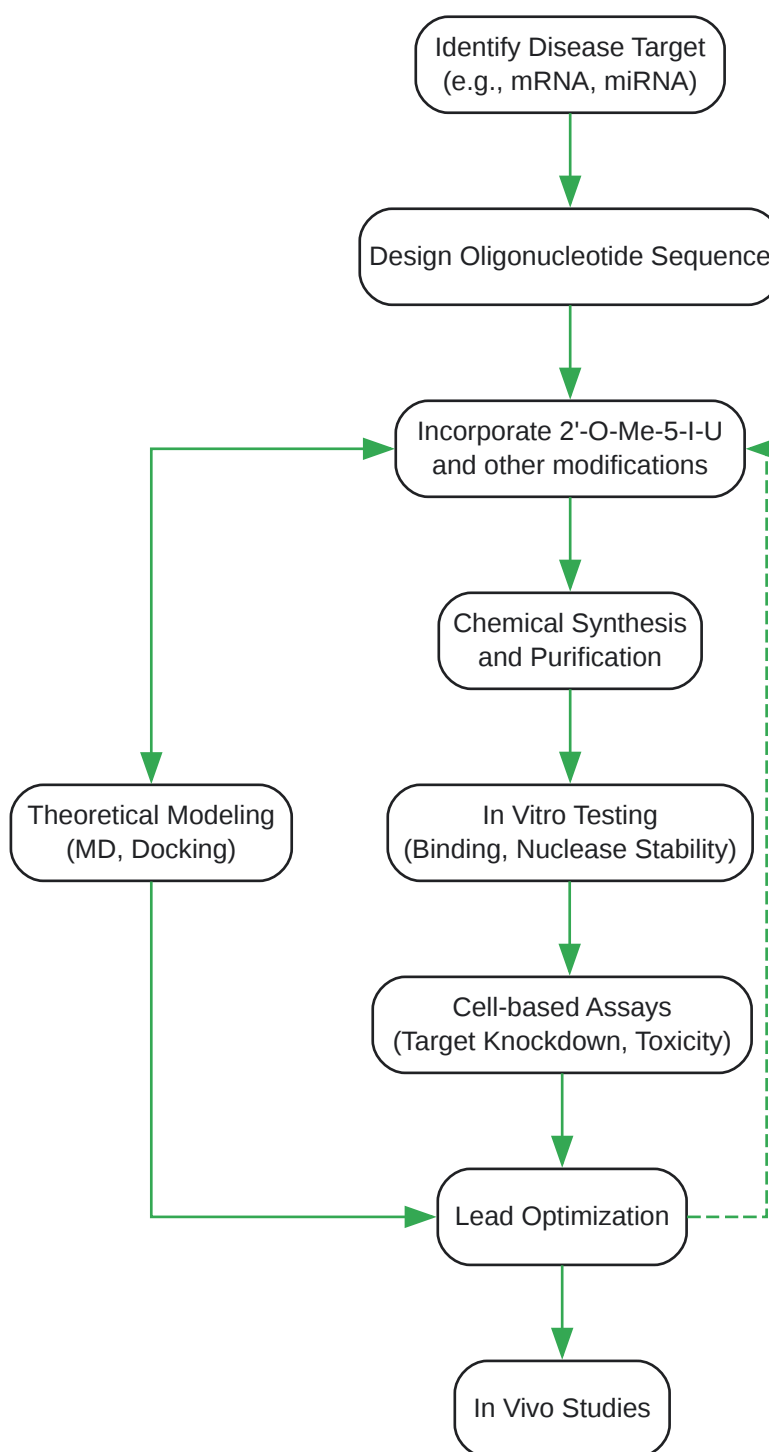 Identify Disease Target
(e.g., mRNA, miRNA)
Design Oligonucleotide Sequence
Incorporate 2'-O-Me-5-I-U
and other modifications
Chemical Synthesis
and Purification
Theoretical Modeling
(MD, Docking)
In Vitro Testing
(Binding, Nuclease Stability)
Cell-based Assays
(Target Knockdown, Toxicity)
Lead Optimization
In Vivo Studies